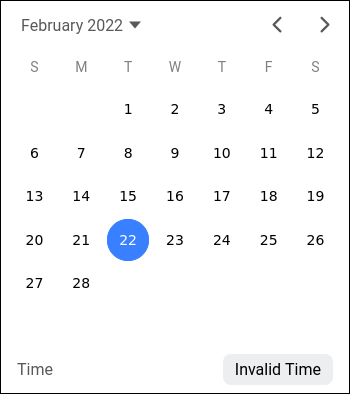 February 2022
S M T W T F S
1 2 3 4 5
6 7 8 9 10 11 12
13 14 15 16 17 18 19
20 21 22 23 24 25 26
27 28
Time Invalid Time